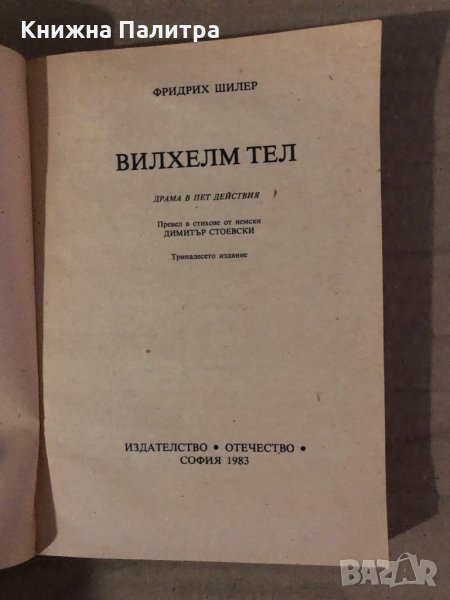 Книжна Палитра
ФРИДРИХ ШИЛЕР
ВИЛХЕЛМ ТЕЛ
ДРАМА В ПЕТ ДЕЙСТВИЯ
Превел в стихове от немски
ДИМИТЪР СТОЕВСКИ
Тринадесето издание
ИЗДАТЕЛСТВО • ОТЕЧЕСТВО •
СОФИЯ 1983
BAZAR